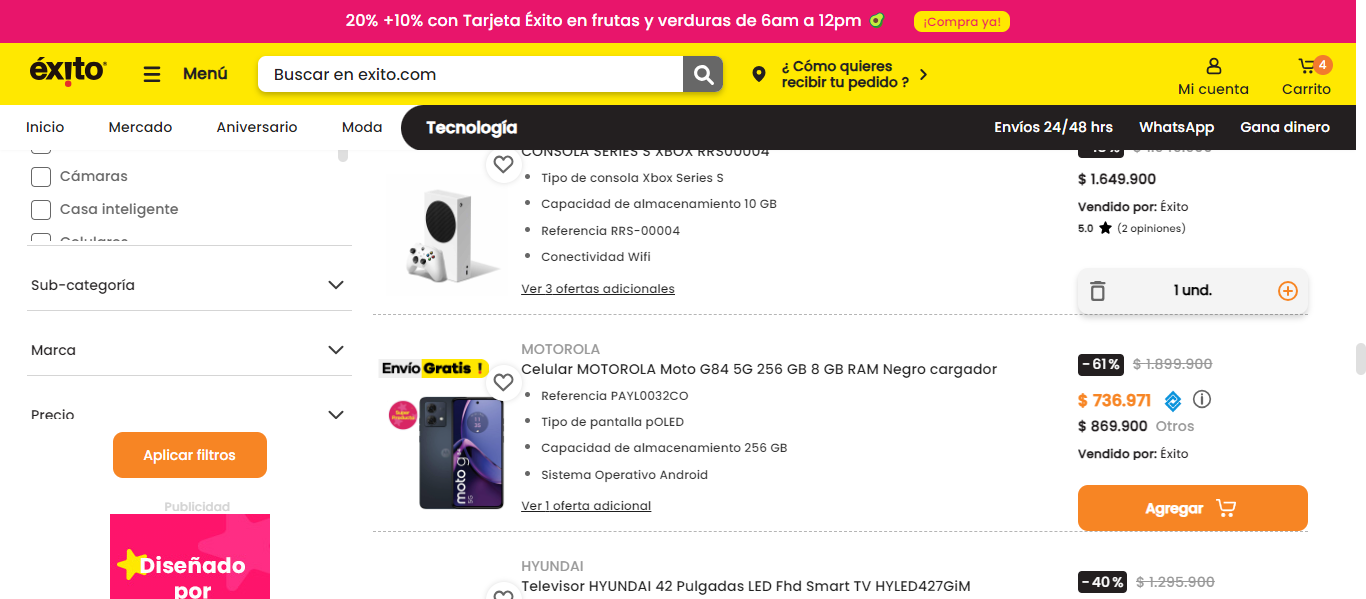 20% +10% con Tarjeta Éxito en frutas y verduras de 6am a 12pm ¡Compra ya!
éxito
Menú
Buscar en exito.com
¿ Cómo quieres
recibir tu pedido ?
Mi cuenta
4
Carrito
Inicio
Mercado
Aniversario
Moda
Tecnología
Envíos 24/48 hrs
WhatsApp
Gana dinero
Cámaras
Casa inteligente
Celulares
Sub-categoría
Marca
Precio
Aplicar filtros
Publicidad
Diseñado
por
CONSOLA SERIES S XBOX RRS00004
• Tipo de consola Xbox Series S
• Capacidad de almacenamiento 10 GB
• Referencia RRS-00004
• Conectividad Wifi
Ver 3 ofertas adicionales
$ 1.649.900
Vendido por: Éxito
5.0 ★ (2 opiniones)
1 und.
Envío Gratis !
Super
Producto
moto g84
5G
MOTOROLA
Celular MOTOROLA Moto G84 5G 256 GB 8 GB RAM Negro cargador
• Referencia PAYL0032CO
• Tipo de pantalla pOLED
• Capacidad de almacenamiento 256 GB
• Sistema Operativo Android
Ver 1 oferta adicional
-61% $ 1.899.900
$ 736.971
$ 869.900 Otros
Vendido por: Éxito
Agregar
HYUNDAI
Televisor HYUNDAI 42 Pulgadas LED Fhd Smart TV HYLED427GiM
-40% $ 1.295.900